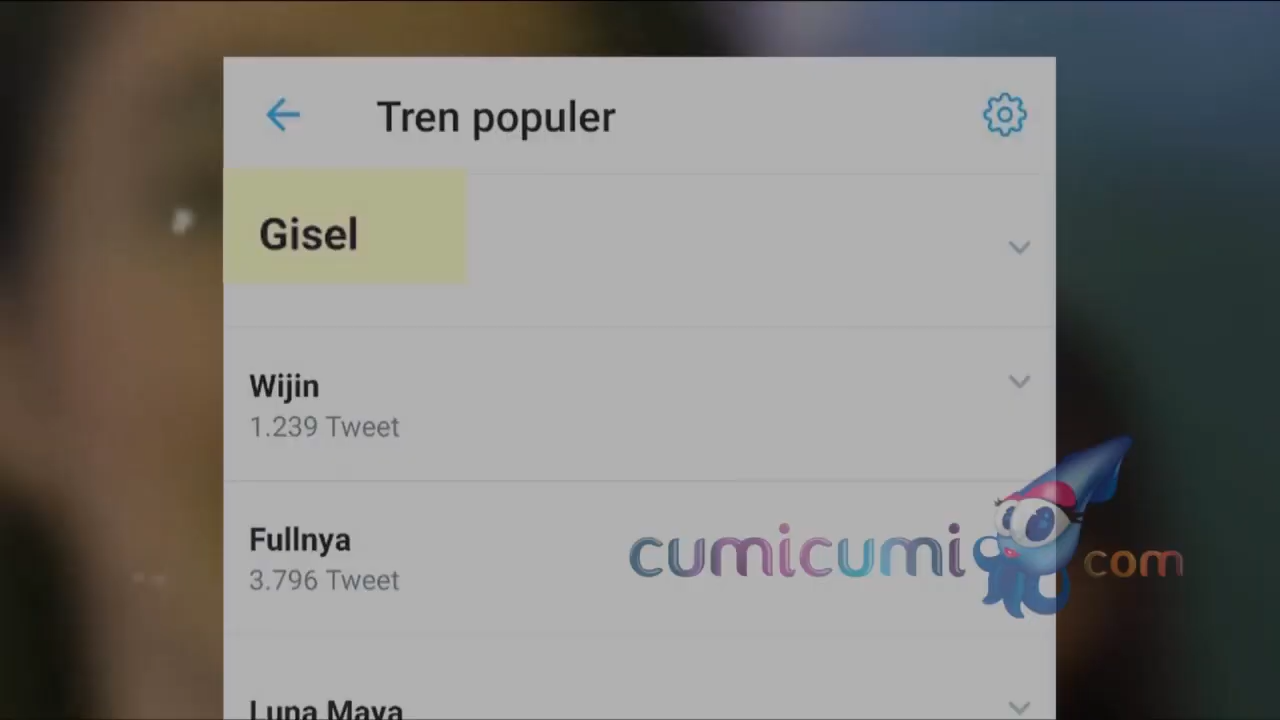 Tren populer
Gisel
Wijin
1.239 Tweet
Fullnya
3.796 Tweet
cumicumi.com
Luna Maya